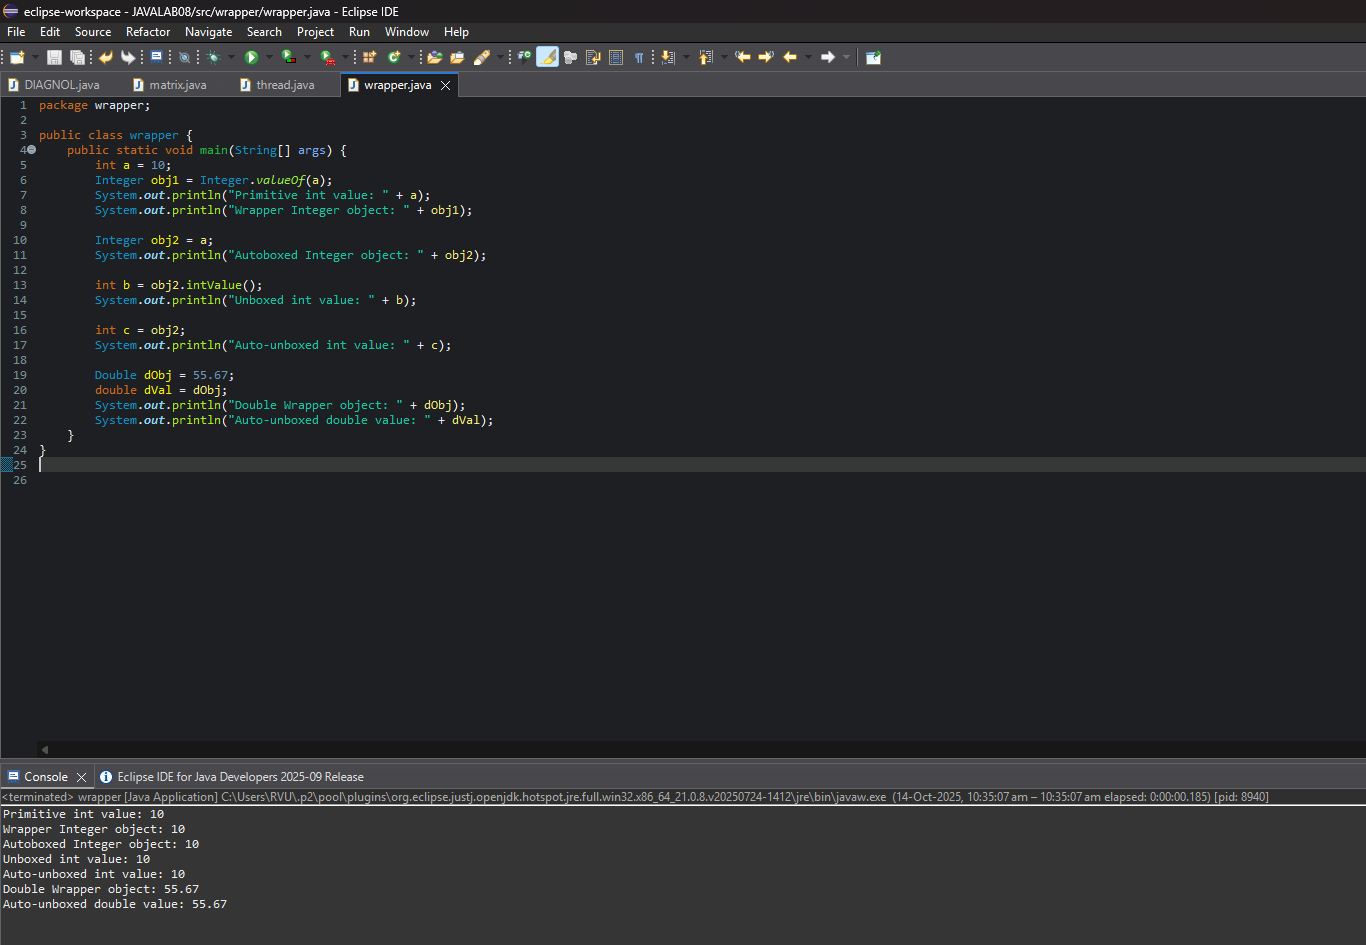 eclipse-workspace - JAVALAB08/src/wrapper/wrapper.java - Eclipse IDE
File Edit Source Refactor Navigate Search Project Run Window Help
DIAGNOL.java matrix.java thread.java wrapper.java
1 package wrapper;
2
3 public class wrapper {
4 public static void main(String[] args) {
5 int a = 10;
6 Integer obj1 = Integer.valueOf(a);
7 System.out.println("Primitive int value: " + a);
8 System.out.println("Wrapper Integer object: " + obj1);
9
10 Integer obj2 = a;
11 System.out.println("Autoboxed Integer object: " + obj2);
12
13 int b = obj2.intValue();
14 System.out.println("Unboxed int value: " + b);
15
16 int c = obj2;
17 System.out.println("Auto-unboxed int value: " + c);
18
19 Double dObj = 55.67;
20 double dVal = dObj;
21 System.out.println("Double Wrapper object: " + dObj);
22 System.out.println("Auto-unboxed double value: " + dVal);
23 }
24 }
25
26
Console Eclipse IDE for Java Developers 2025-09 Release
<terminated> wrapper [Java Application] C:\Users\RVU\.p2\pool\plugins\org.eclipse.justj.openjdk.hotspot.jre.full.win32.x86_64_21.0.8.v20250724-1412\jre\bin\javaw.exe (14-Oct-2025, 10:35:07 am – 10:35:07 am elapsed: 0:00:00.185) [pid: 8940]
Primitive int value: 10
Wrapper Integer object: 10
Autoboxed Integer object: 10
Unboxed int value: 10
Auto-unboxed int value: 10
Double Wrapper object: 55.67
Auto-unboxed double value: 55.67